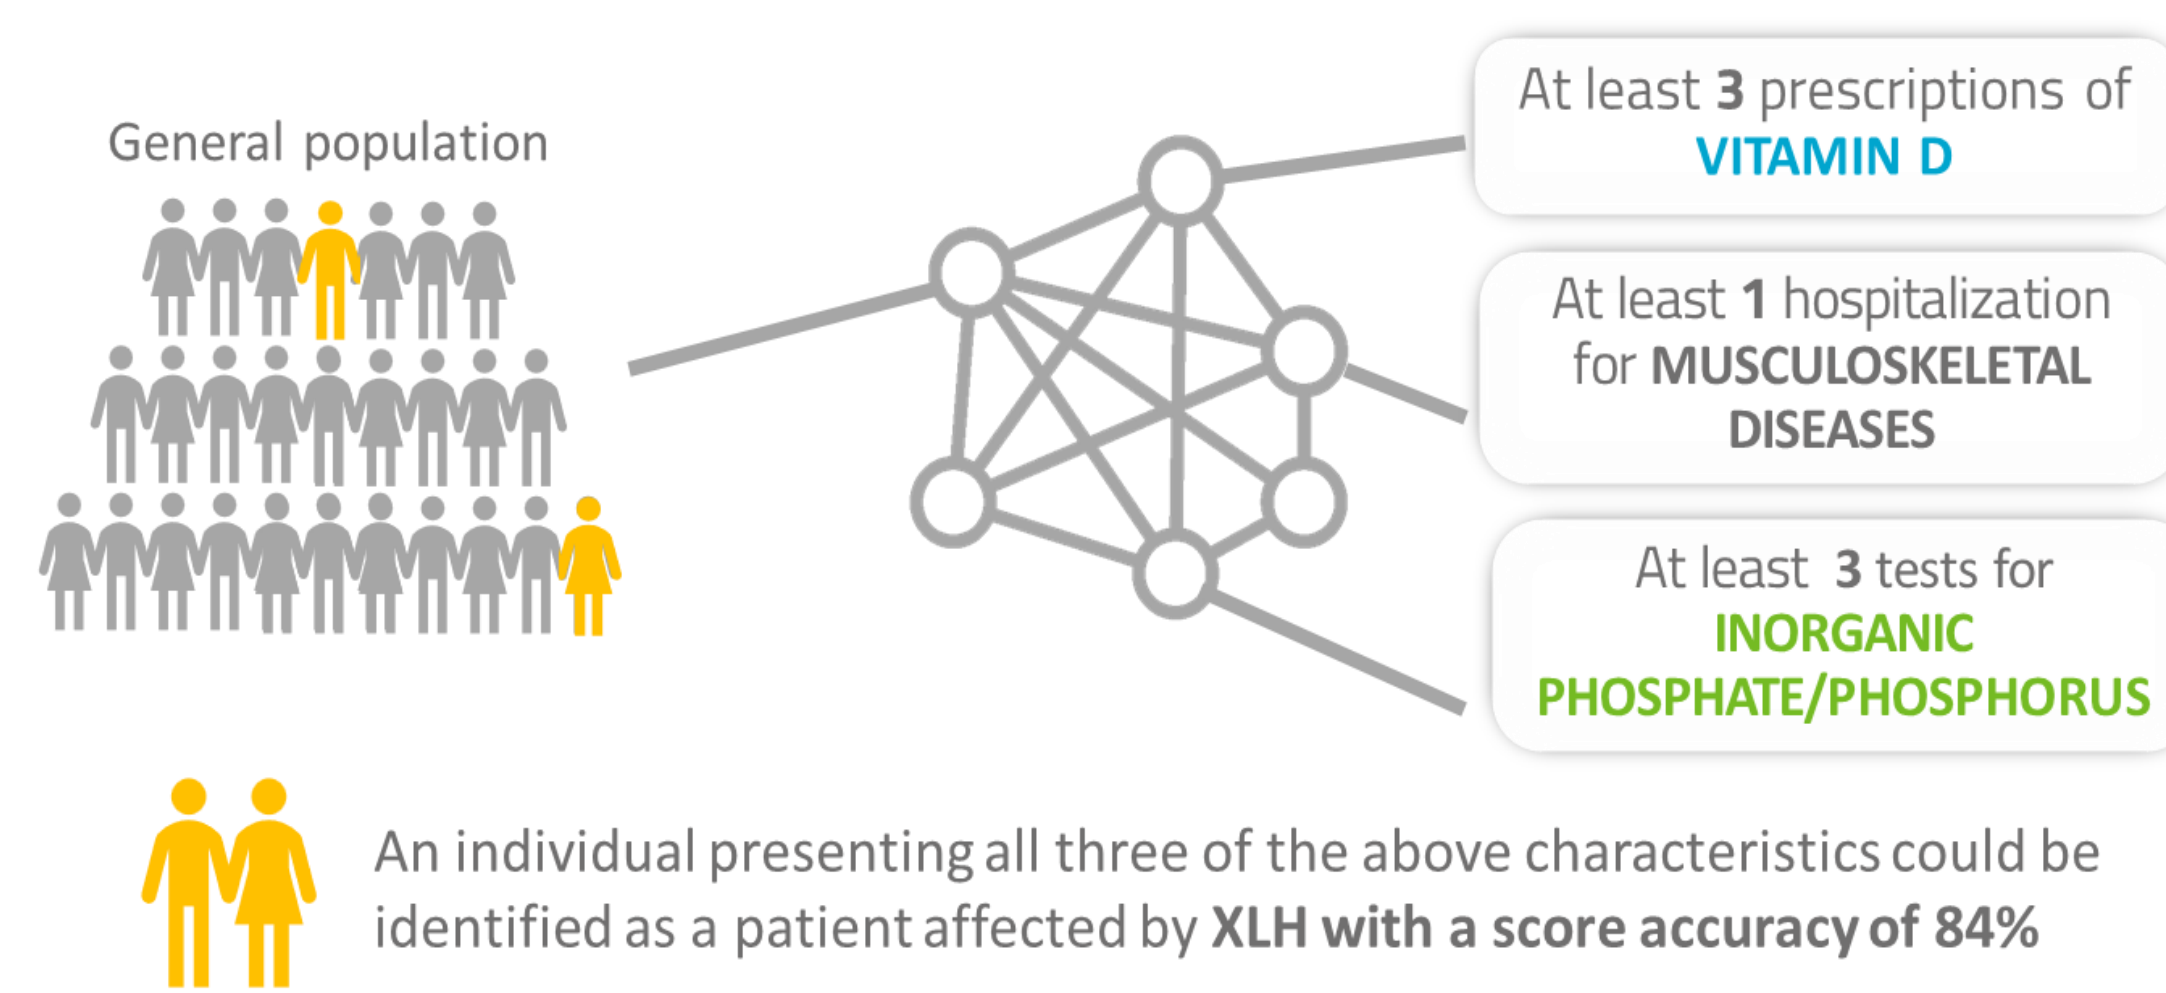 General population
At least 3 prescriptions of
VITAMIN D
At least 1 hospitalization
for MUSCULOSKELETAL
DISEASES
At least 3 tests for
INORGANIC
PHOSPHATE/PHOSPHORUS
An individual presenting all three of the above characteristics could be
identified as a patient affected by XLH with a score accuracy of 84%